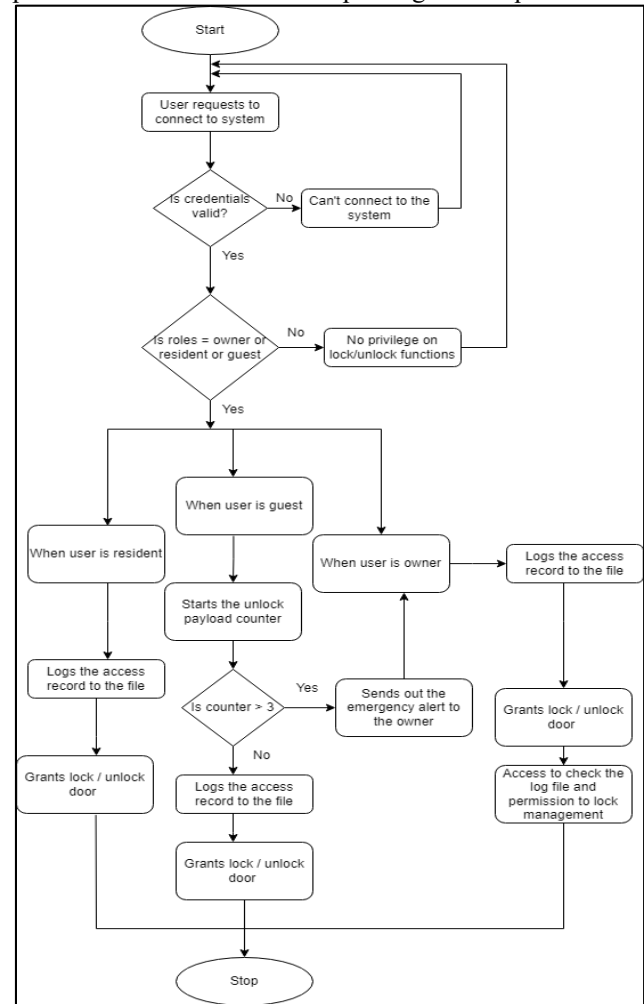 Start
User requests to
connect to system
Is credentials
valid?
No
Can't connect to the
system
Yes
Is roles = owner or
resident or guest
No
No privilege on
lock/unlock functions
Yes
When user is resident
Logs the access
record to the file
Grants lock / unlock
door
When user is guest
Starts the unlock
payload counter
Is counter > 3
Yes
Sends out the
emergency alert to
the owner
No
Logs the access
record to the file
Grants lock / unlock
door
When user is owner
Logs the access
record to the file
Grants lock / unlock
door
Access to check the
log file and
permission to lock
management
Stop